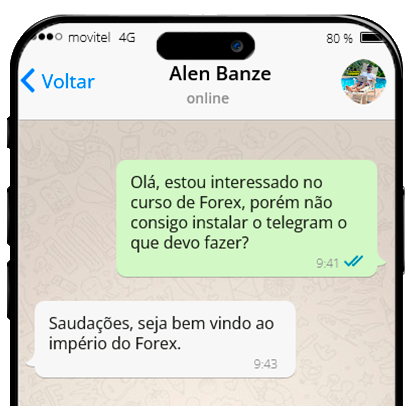 movitel 4G 80 %
Voltar
Alen Banze
online
Olá, estou interessado no
curso de Forex, porém não
consigo instalar o telegram o
que devo fazer?
9:41
Saudações, seja bem vindo ao
império do Forex.
9:43